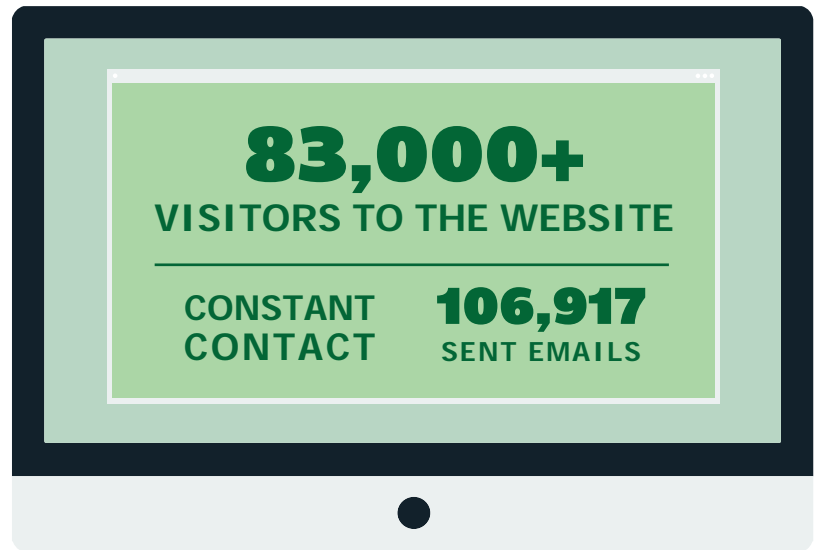 83,000+
VISITORS TO THE WEBSITE
CONSTANT
CONTACT
106,917
SENT EMAILS